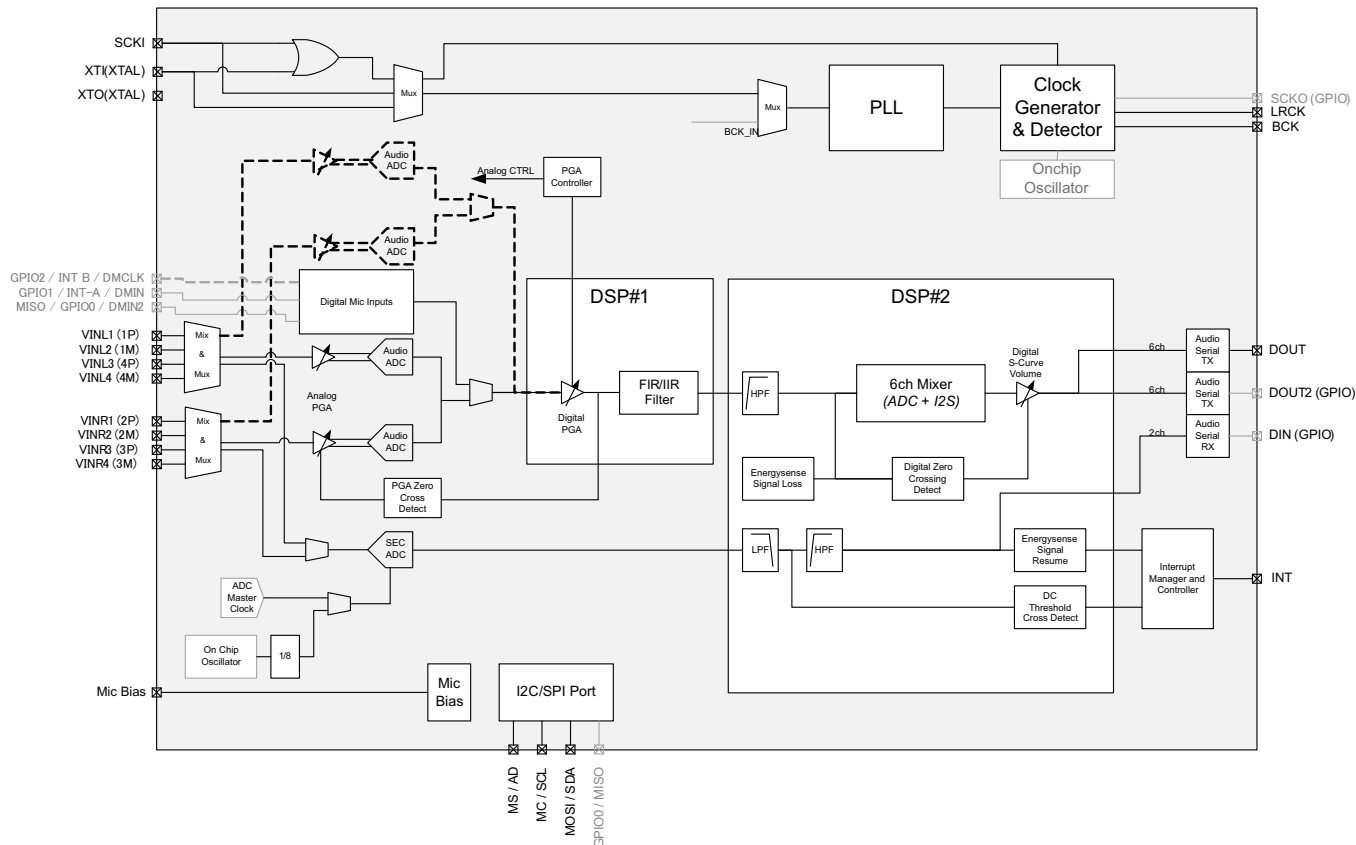 SCKI
XTI(XTAL)
XTO(XTAL)
Mux
BCK_IN
Mux
PLL
Clock
Generator
& Detector
SCKO (GPIO)
LRCK
BCK
Onchip
Oscillator
Audio
ADC
Analog CTRL
PGA
Controller
Audio
ADC
GPIO2 / INT B / DMCLK
GPIO1 / INT-A / DMIN
MISO / GPIO0 / DMIN2
Digital Mic Inputs
DSP#1
DSP#2
VINL1 (1P)
VINL2 (1M)
VINL3 (4P)
VINL4 (4M)
Mix
&
Mux
Audio
ADC
Analog
PGA
VINR1 (2P)
VINR2 (2M)
VINR3 (3P)
VINR4 (3M)
Mix
&
Mux
Audio
ADC
Digital
PGA
FIR/IIR
Filter
HPF
6ch Mixer
(ADC + I2S)
Digital
S-Curve
Volume
6ch
Audio
Serial
TX
DOUT
6ch
Audio
Serial
TX
DOUT2 (GPIO)
2ch
Audio
Serial
RX
DIN (GPIO)
PGA Zero
Cross
Detect
Energysense
Signal Loss
Digital Zero
Crossing
Detect
SEC
ADC
LPF
HPF
Energysense
Signal
Resume
DC
Threshold
Cross Detect
Interrupt
Manager and
Controller
INT
ADC
Master
Clock
On Chip
Oscillator
1/8
Mic Bias
Mic
Bias
I2C/SPI Port
MS / AD
MC / SCL
MOSI / SDA
GPIO0 / MISO